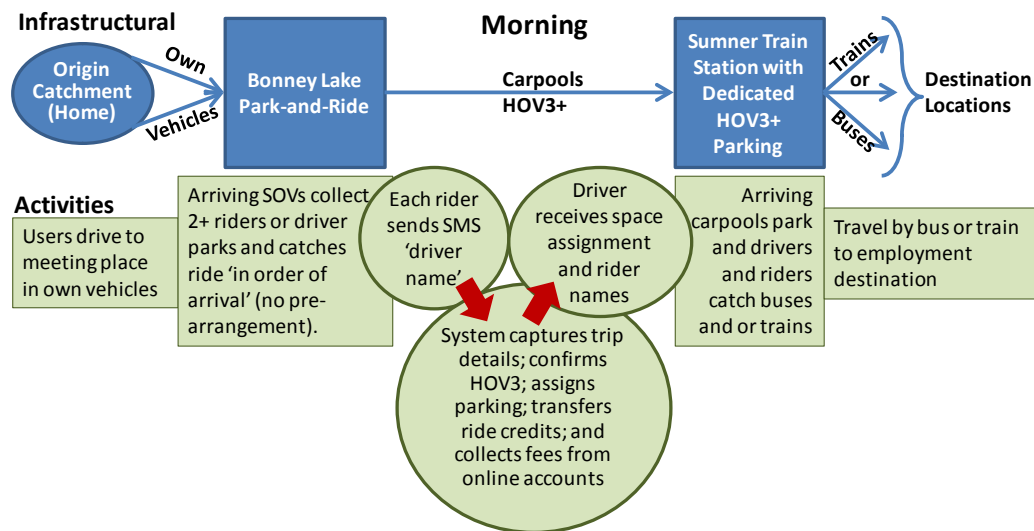 Infrastructural
Morning
Origin
Catchment
(Home)
Own
Vehicles
Bonney Lake
Park-and-Ride
Carpools
HOV3+
Sumner Train
Station with
Dedicated
HOV3+
Parking
Trains
or
Buses
Destination
Locations
Activities
Users drive to
meeting place
in own vehicles
Arriving SOVs collect
2+ riders or driver
parks and catches
ride ‘in order of
arrival’ (no pre-
arrangement).
Each rider
sends SMS
‘driver
name’
System captures trip
details; confirms
HOV3; assigns
parking; transfers
ride credits; and
collects fees from
online accounts
Driver
receives space
assignment
and rider
names
Arriving
carpools park
and drivers
and riders
catch buses
and or trains
Travel by bus or train
to employment
destination